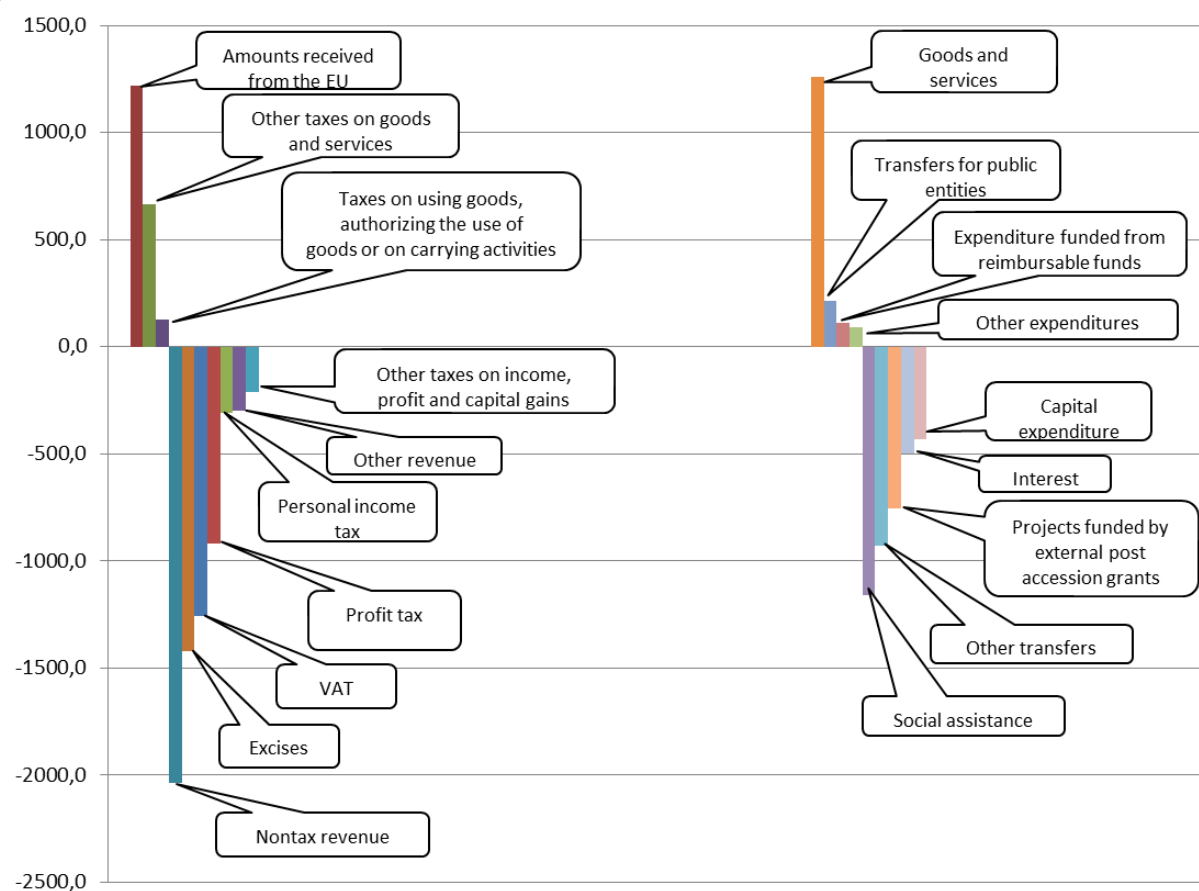 1500,0
1000,0
500,0
0,0
-500,0
-1000,0
-1500,0
-2000,0
-2500,0
Amounts received
from the EU
Other taxes on goods
and services
Taxes on using goods,
authorizing the use of
goods or on carrying activities
Other taxes on income,
profit and capital gains
Other revenue
Personal income
tax
Profit tax
VAT
Excises
Nontax revenue
Goods and
services
Transfers for public
entities
Expenditure funded from
reimbursable funds
Other expenditures
Capital
expenditure
Interest
Projects funded by
external post
accession grants
Other transfers
Social assistance